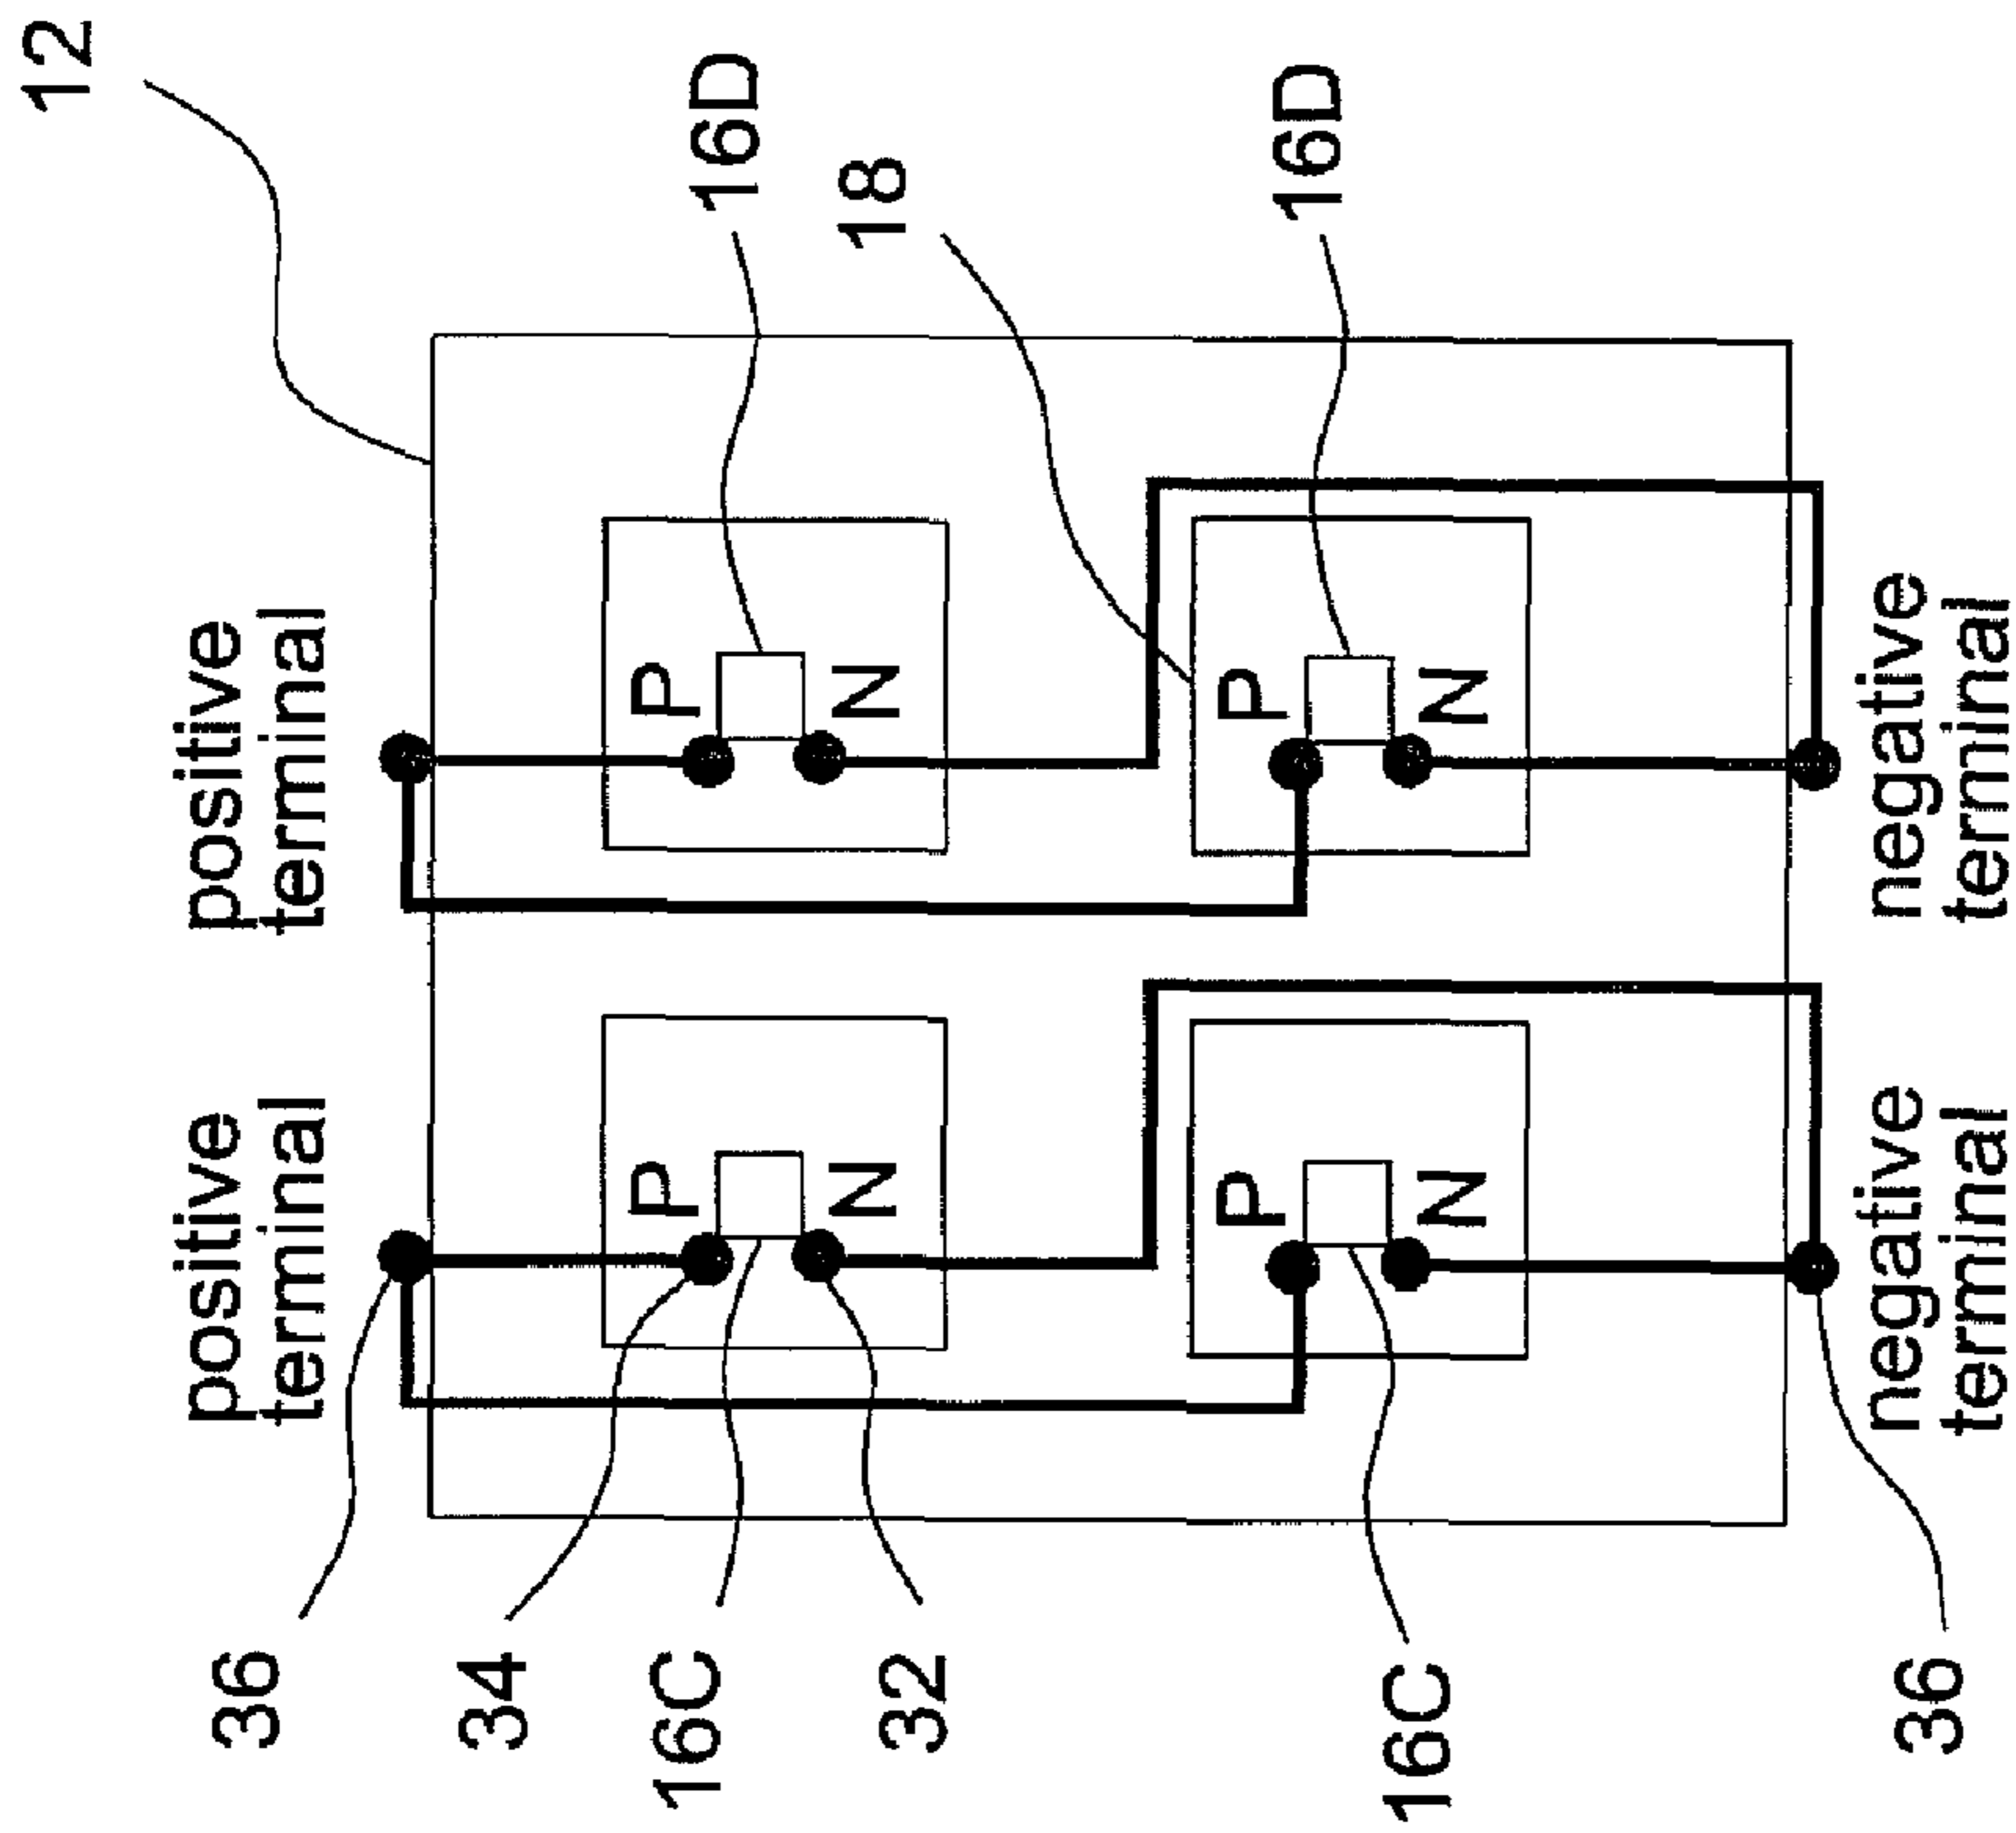 12
positive
terminal
positive
terminal
36
34
16C
P
P
16D
32
N
N
18
P
P
16D
16C
N
N
36
negative
terminal
negative
terminal